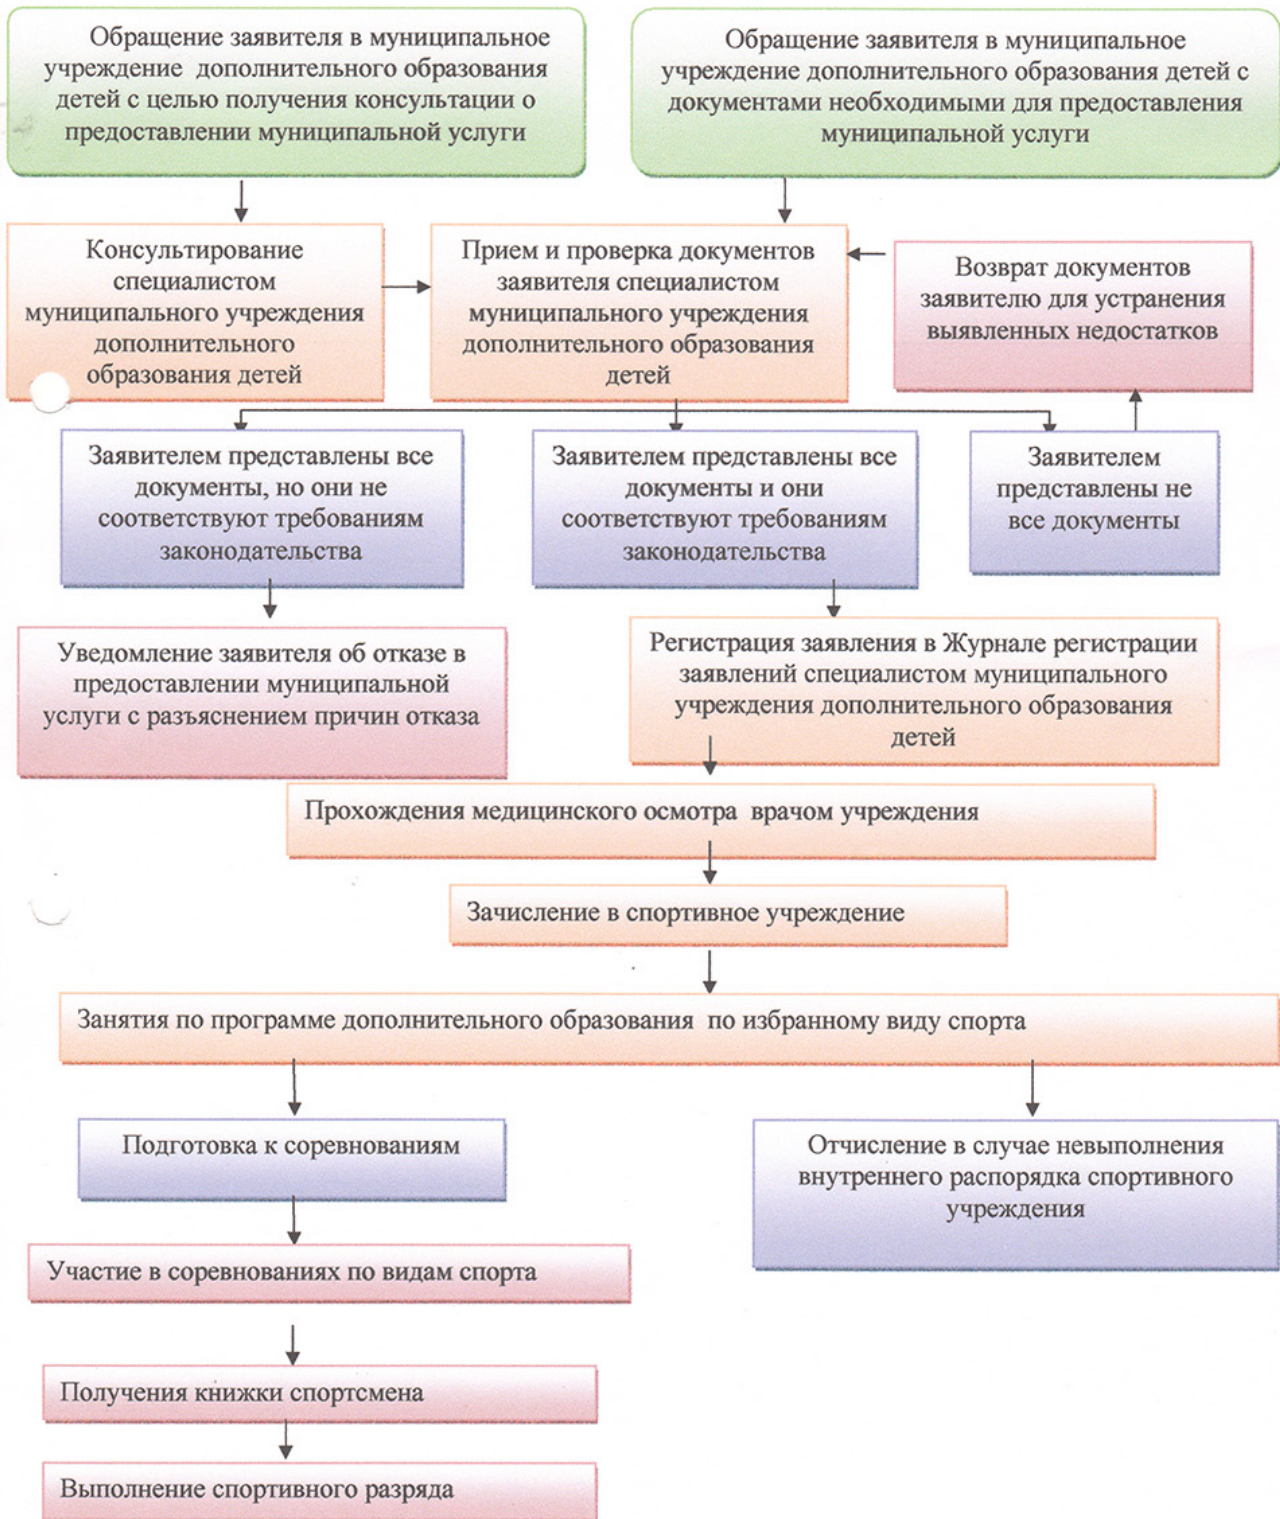 Обращение заявителя в муниципальное
учреждение дополнительного образования
детей с целью получения консультации о
предоставлении муниципальной услуги
Обращение заявителя в муниципальное
учреждение дополнительного образования детей с
документами необходимыми для предоставления
муниципальной услуги
Консультирование
специалистом
муниципального учреждения
дополнительного
образования детей
Прием и проверка документов
заявителя специалистом
муниципального учреждения
дополнительного образования
детей
Возврат документов
заявителю для устранения
выявленных недостатков
Заявителем представлены все
документы, но они не
соответствуют требованиям
законодательства
Заявителем представлены все
документы и они
соответствуют требованиям
законодательства
Заявителем
представлены не
все документы
Уведомление заявителя об отказе в
предоставлении муниципальной
услуги с разъяснением причин отказа
Регистрация заявления в Журнале регистрации
заявлений специалистом муниципального
учреждения дополнительного образования
детей
Прохождения медицинского осмотра врачом учреждения
Зачисление в спортивное учреждение
Занятия по программе дополнительного образования по избранному виду спорта
Подготовка к соревнованиям
Отчисление в случае невыполнения
внутреннего распорядка спортивного
учреждения
Участие в соревнованиях по видам спорта
Получения книжки спортсмена
Выполнение спортивного разряда